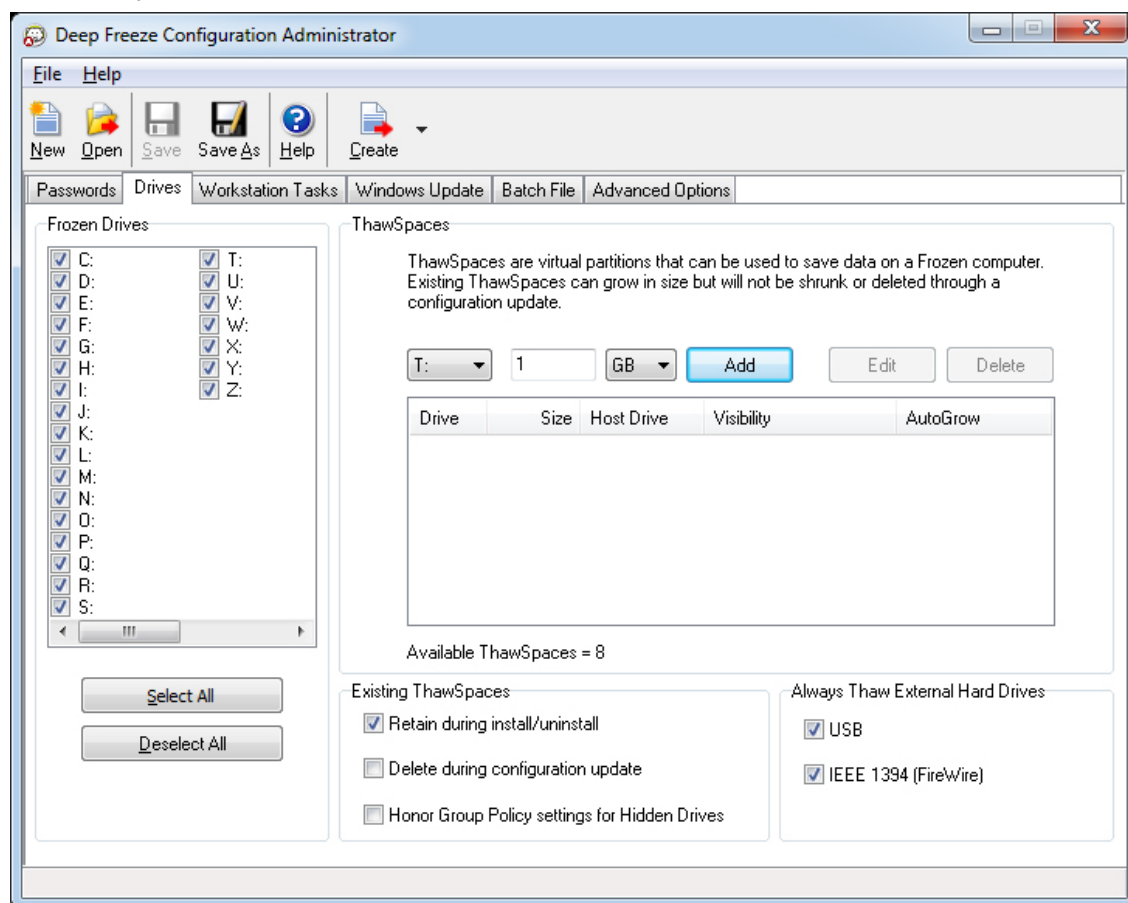 Deep Freeze Configuration Administrator
File Help
New Open Save Save As Help Create
Passwords Drives Workstation Tasks Windows Update Batch File Advanced Options
Frozen Drives
C: T:
D: U:
E: V:
F: W:
G: X:
H: Y:
I: Z:
J:
K:
L:
M:
N:
O:
P:
Q:
R:
S:
Select All
Deselect All
ThawSpaces
ThawSpaces are virtual partitions that can be used to save data on a Frozen computer.
Existing ThawSpaces can grow in size but will not be shrunk or deleted through a
configuration update.
T: 1 GB Add Edit Delete
Drive Size Host Drive Visibility AutoGrow
Available ThawSpaces = 8
Existing ThawSpaces
Retain during install/uninstall
Delete during configuration update
Honor Group Policy settings for Hidden Drives
Always Thaw External Hard Drives
USB
IEEE 1394 (FireWire)